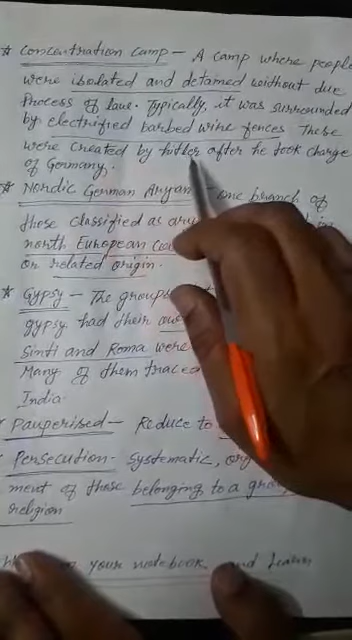 * Concentration camp - A camp where people
were isolated and detained without due
Process of law. Typically, it was surrounded
by electrified barbed wire fences These
were created by hitler after he took charge
of Germany.
* Nordic German Aryan - one branch of
those classified as
north European
or related origin.
* Gypsy - The groups
gypsy had their
Sinti and Roma were
Many of them traced
India.
Pauperised - Reduce to
Persecution - Systematic,
ment of those belonging to a
religion
your notebook. and learn